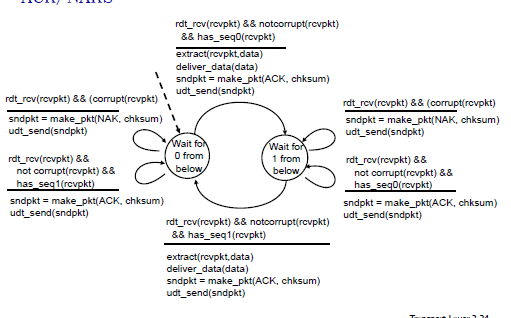 ACK/ NAKs
rdt_rcv(rcvpkt) && notcorrupt(rcvpkt)
&& has_seq0(rcvpkt)
extract(rcvpkt,data)
deliver_data(data)
sndpkt = make_pkt(ACK, chksum)
udt_send(sndpkt)
rdt_rcv(rcvpkt) && (corrupt(rcvpkt)
sndpkt = make_pkt(NAK, chksum)
udt_send(sndpkt)
rdt_rcv(rcvpkt) &&
not corrupt(rcvpkt) &&
has_seq1(rcvpkt)
sndpkt = make_pkt(ACK, chksum)
udt_send(sndpkt)
Wait for
0 from
below
Wait for
1 from
below
rdt_rcv(rcvpkt) && (corrupt(rcvpkt)
sndpkt = make_pkt(NAK, chksum)
udt_send(sndpkt)
rdt_rcv(rcvpkt) &&
not corrupt(rcvpkt) &&
has_seq0(rcvpkt)
sndpkt = make_pkt(ACK, chksum)
udt_send(sndpkt)
rdt_rcv(rcvpkt) && notcorrupt(rcvpkt)
&& has_seq1(rcvpkt)
extract(rcvpkt,data)
deliver_data(data)
sndpkt = make_pkt(ACK, chksum)
udt_send(sndpkt)
Transport Layer